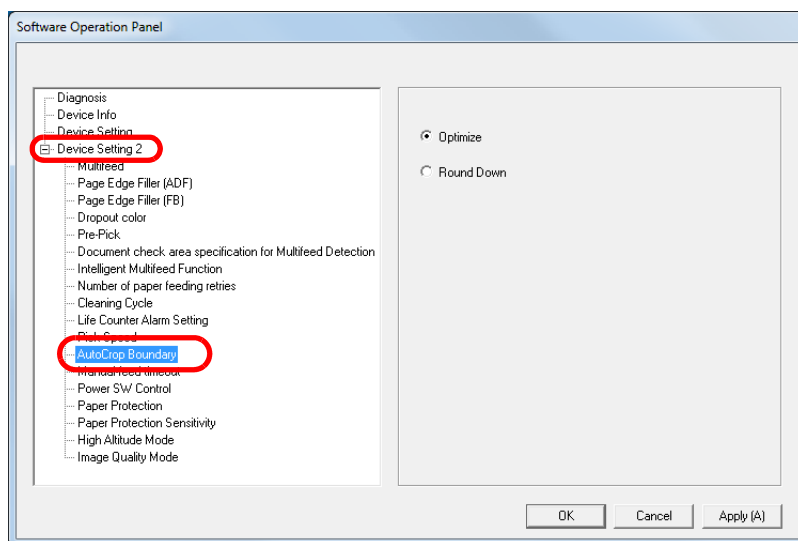 Software Operation Panel
Diagnosis
Device Info
Device Setting
Device Setting 2
Multifeed
Page Edge Filler (ADF)
Page Edge Filler (FB)
Dropout color
Pre-Pick
Document check area specification for Multifeed Detection
Intelligent Multifeed Function
Number of paper feeding retries
Cleaning Cycle
Life Counter Alarm Setting
Pick Speed
AutoCrop Boundary
Manual feed timeout
Power SW Control
Paper Protection
Paper Protection Sensitivity
High Altitude Mode
Image Quality Mode
Optimize
Round Down
OK Cancel Apply (A)